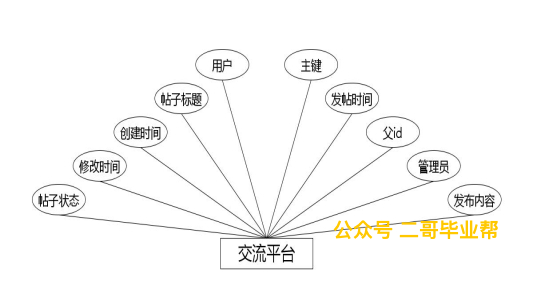 用户
主键
帖子标题
发帖时间
创建时间
父id
修改时间
管理员
帖子状态
发布内容
公众号 二哥毕业帮
交流平台